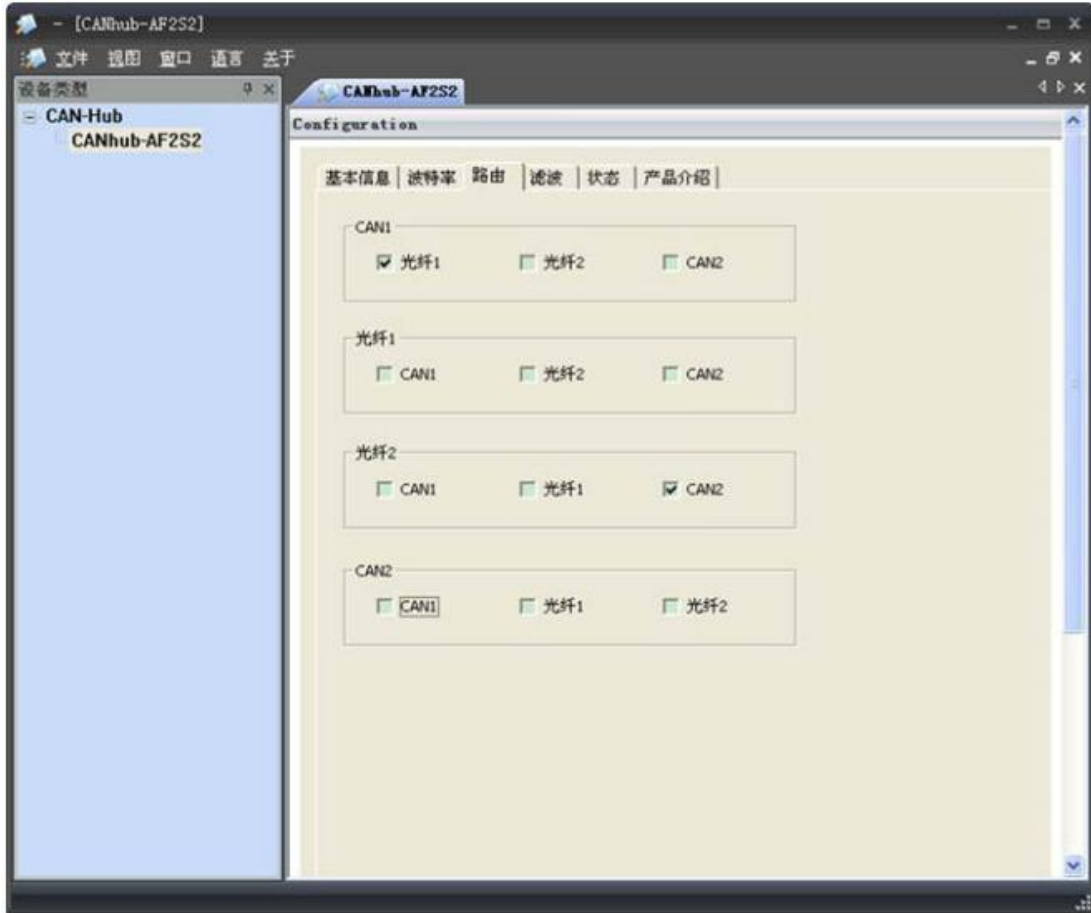 - [CANhub-AF2S2]
文件 视图 窗口 语言 关于
设备类型
CANhub-AF2S2
CAN-Hub
CANhub-AF2S2
Configuration
基本信息 波特率 路由 滤波 状态 产品介绍
CAN1
光纤1 光纤2 CAN2
光纤1
CAN1 光纤2 CAN2
光纤2
CAN1 光纤1 CAN2
CAN2
CAN1 光纤1 光纤2